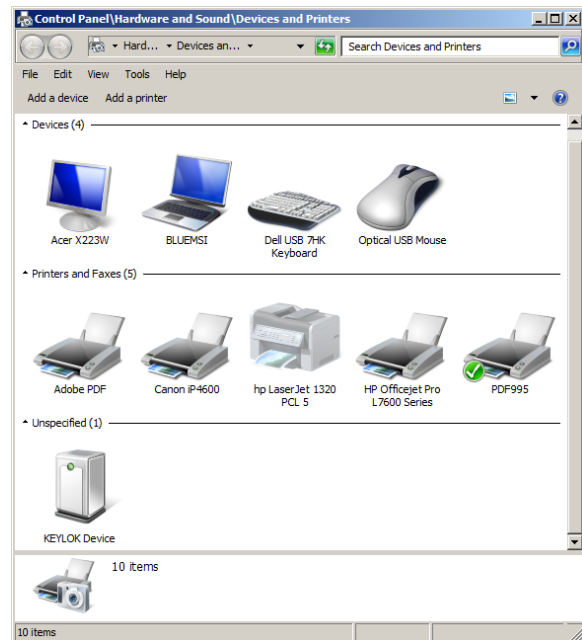 Control Panel\Hardware and Sound\Devices and Printers
Hard... Devices an... Search Devices and Printers
File Edit View Tools Help
Add a device Add a printer
Devices (4)
Acer X223W BLUEMSI Dell USB 7HK Optical USB Mouse
Keyboard
Printers and Faxes (5)
Adobe PDF Canon iP4600 hp LaserJet 1320 HP Officejet Pro PDF995
PCL 5 L7600 Series
Unspecified (1)
KEYLOK Device
10 items
10 items